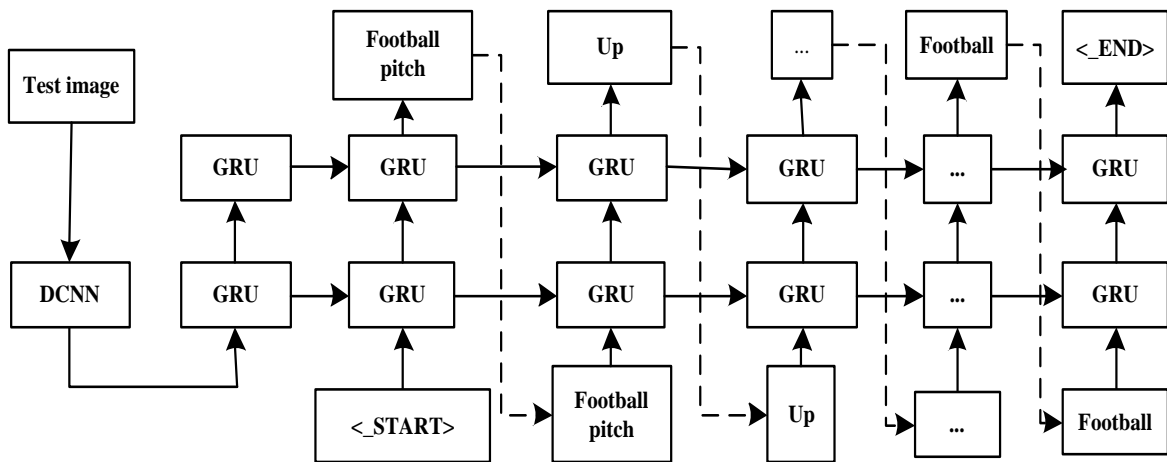 Football
pitch
Up
...
Football
<_END>
Test image
GRU
GRU
GRU
GRU
...
GRU
DCNN
GRU
GRU
GRU
GRU
...
GRU
<_START>
Football
pitch
Up
...
Football